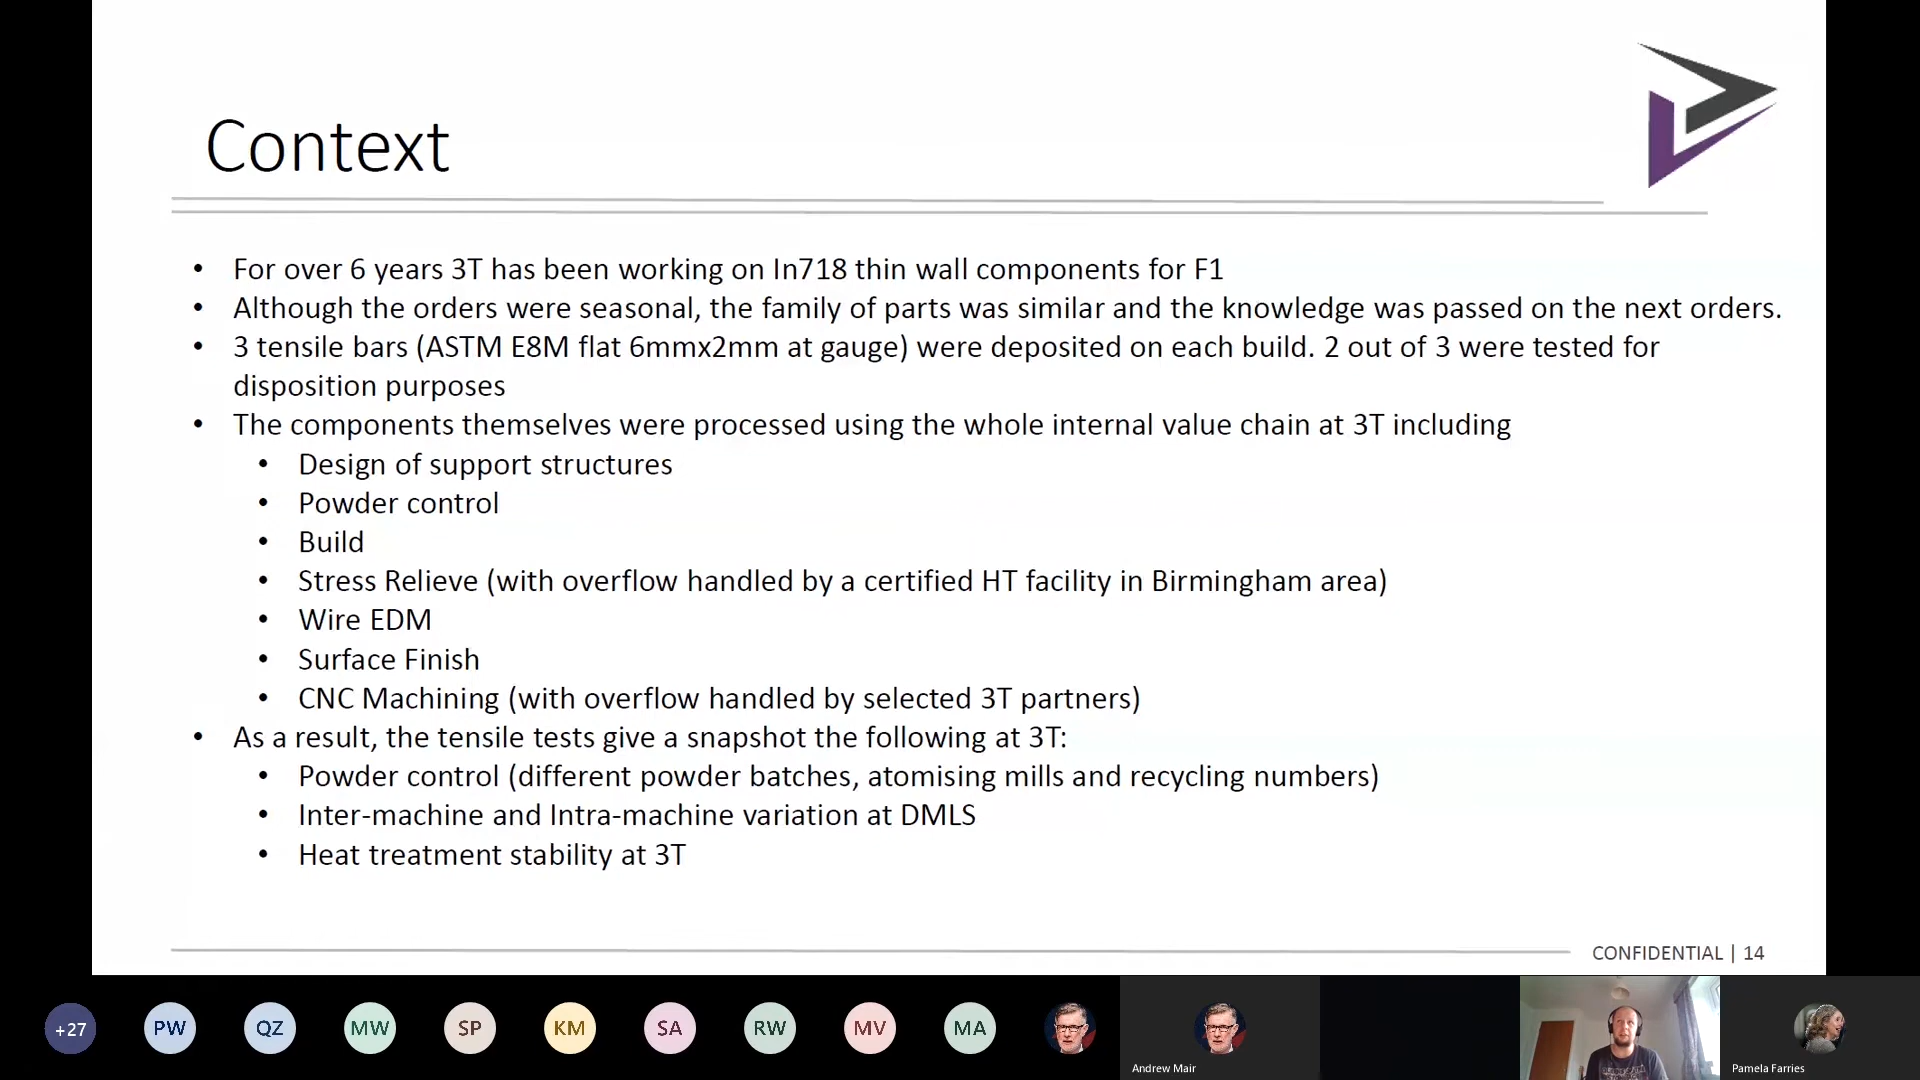 Context
• For over 6 years 3T has been working on In718 thin wall components for F1
• Although the orders were seasonal, the family of parts was similar and the knowledge was passed on the next orders.
• 3 tensile bars (ASTM E8M flat 6mmx2mm at gauge) were deposited on each build. 2 out of 3 were tested for
disposition purposes
• The components themselves were processed using the whole internal value chain at 3T including
• Design of support structures
• Powder control
• Build
• Stress Relieve (with overflow handled by a certified HT facility in Birmingham area)
• Wire EDM
• Surface Finish
• CNC Machining (with overflow handled by selected 3T partners)
• As a result, the tensile tests give a snapshot the following at 3T:
• Powder control (different powder batches, atomising mills and recycling numbers)
• Inter-machine and Intra-machine variation at DMLS
• Heat treatment stability at 3T
CONFIDENTIAL | 14
+27 PW QZ MW SP KM SA RW MV MA
Andrew Mair
Pamela Farries